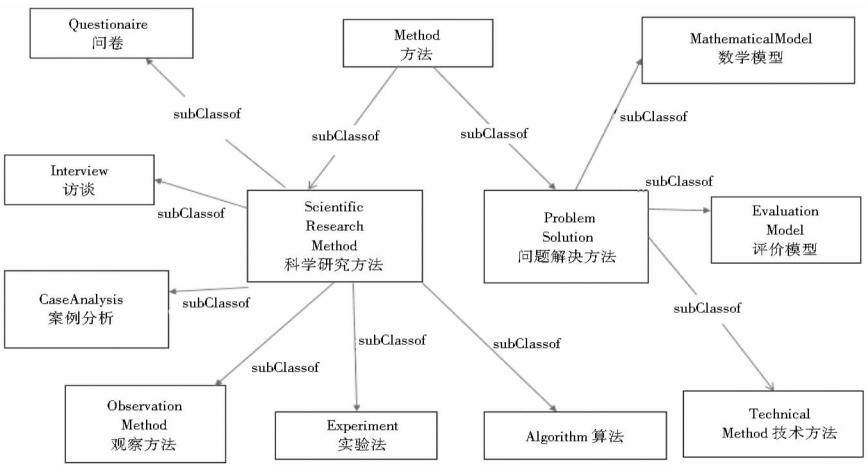 Questionaire
问卷
Method
方法
MathematicalModel
数学模型
subClassof
subClassof
subClassof
subClassof
Interview
访谈
subClassof
subClassof
Scientific
Research
Method
科学研究方法
Problem
Solution
问题解决方法
Evaluation
Model
评价模型
CaseAnalysis
案例分析
subClassof
subClassof
subClassof
subClassof
subClassof
Observation
Method
观察方法
Experiment
实验法
Algorithm 算法
Technical
Method 技术方法